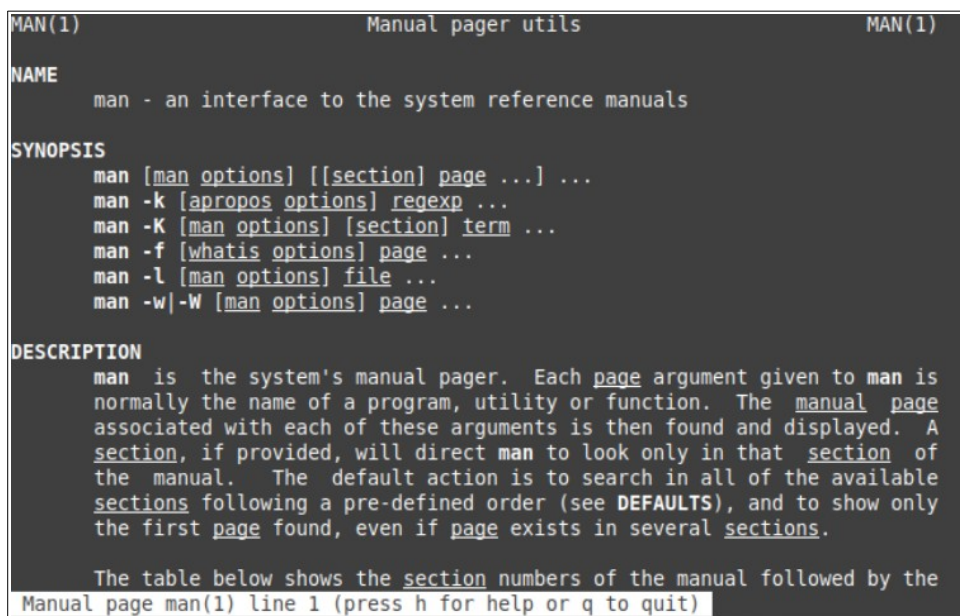 MAN(1)                        Manual pager utils                        MAN(1)
NAME
       man - an interface to the system reference manuals
SYNOPSIS
       man [man options] [[section] page ...] ...
       man -k [apropos options] regexp ...
       man -K [man options] [section] term ...
       man -f [whatis options] page ...
       man -l [man options] file ...
       man -w|-W [man options] page ...
DESCRIPTION
       man  is  the system's manual pager.  Each page argument given to man is
       normally the name of a program, utility or function.  The  manual  page
       associated with each of these arguments is then found and displayed.  A
       section, if provided, will direct man to look only in that  section  of
       the  manual.   The  default action is to search in all of the available
       sections following a pre-defined order (see DEFAULTS), and to show only
       the first page found, even if page exists in several sections.
       The table below shows the section numbers of the manual followed by the
 Manual page man(1) line 1 (press h for help or q to quit)